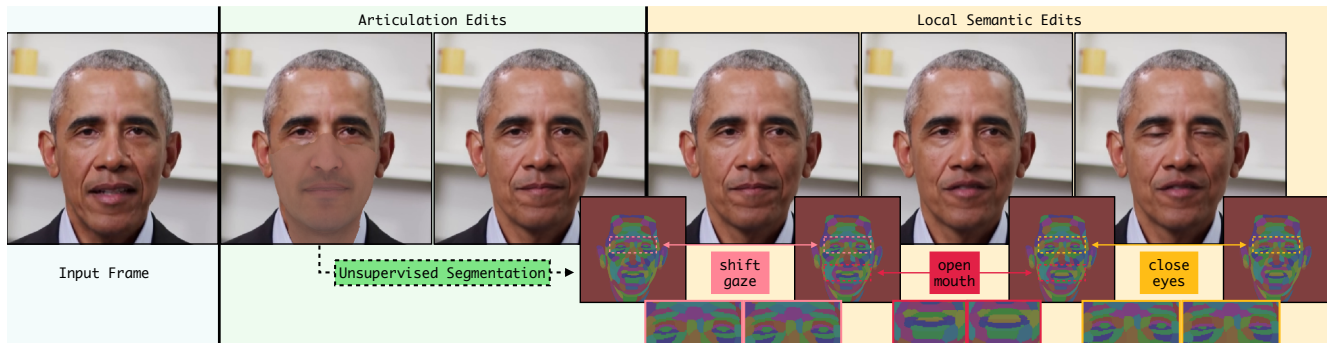 Articulation Edits
Local Semantic Edits
Input Frame
Unsupervised Segmentation
shift
gaze
open
mouth
close
eyes